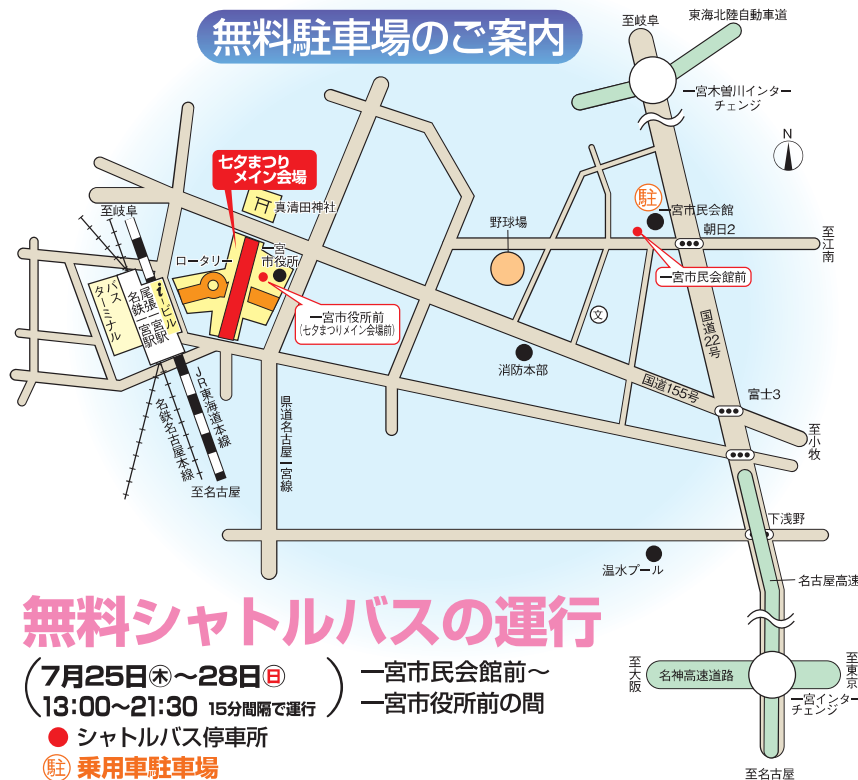 無料駐車場のご案内
至岐阜
東海北陸自動車道
一宮木曽川インター
チェンジ
N
七夕まつり
メイン会場
真清田神社
至岐阜
ロータリー
一宮
市役所
野球場
駐
一宮市民会館
朝日2
至江南
一宮市民会館前
バス
ターミナル
名鉄一宮駅
尾張一宮駅
i-ビル
一宮市役所前
(七夕まつりメイン会場前)
文
国道22号
消防本部
国道155号
富士3
至小牧
JR東海道本線
名鉄名古屋本線
県道名古屋一宮線
至名古屋
下浅野
温水プール
名古屋高速
無料シャトルバスの運行
7月25日木~28日日
13:00~21:30 15分間隔で運行
一宮市民会館前~
一宮市役所前の間
シャトルバス停車所
駐 乗用車駐車場
至大阪
名神高速道路
至東京
一宮インター
チェンジ
至名古屋